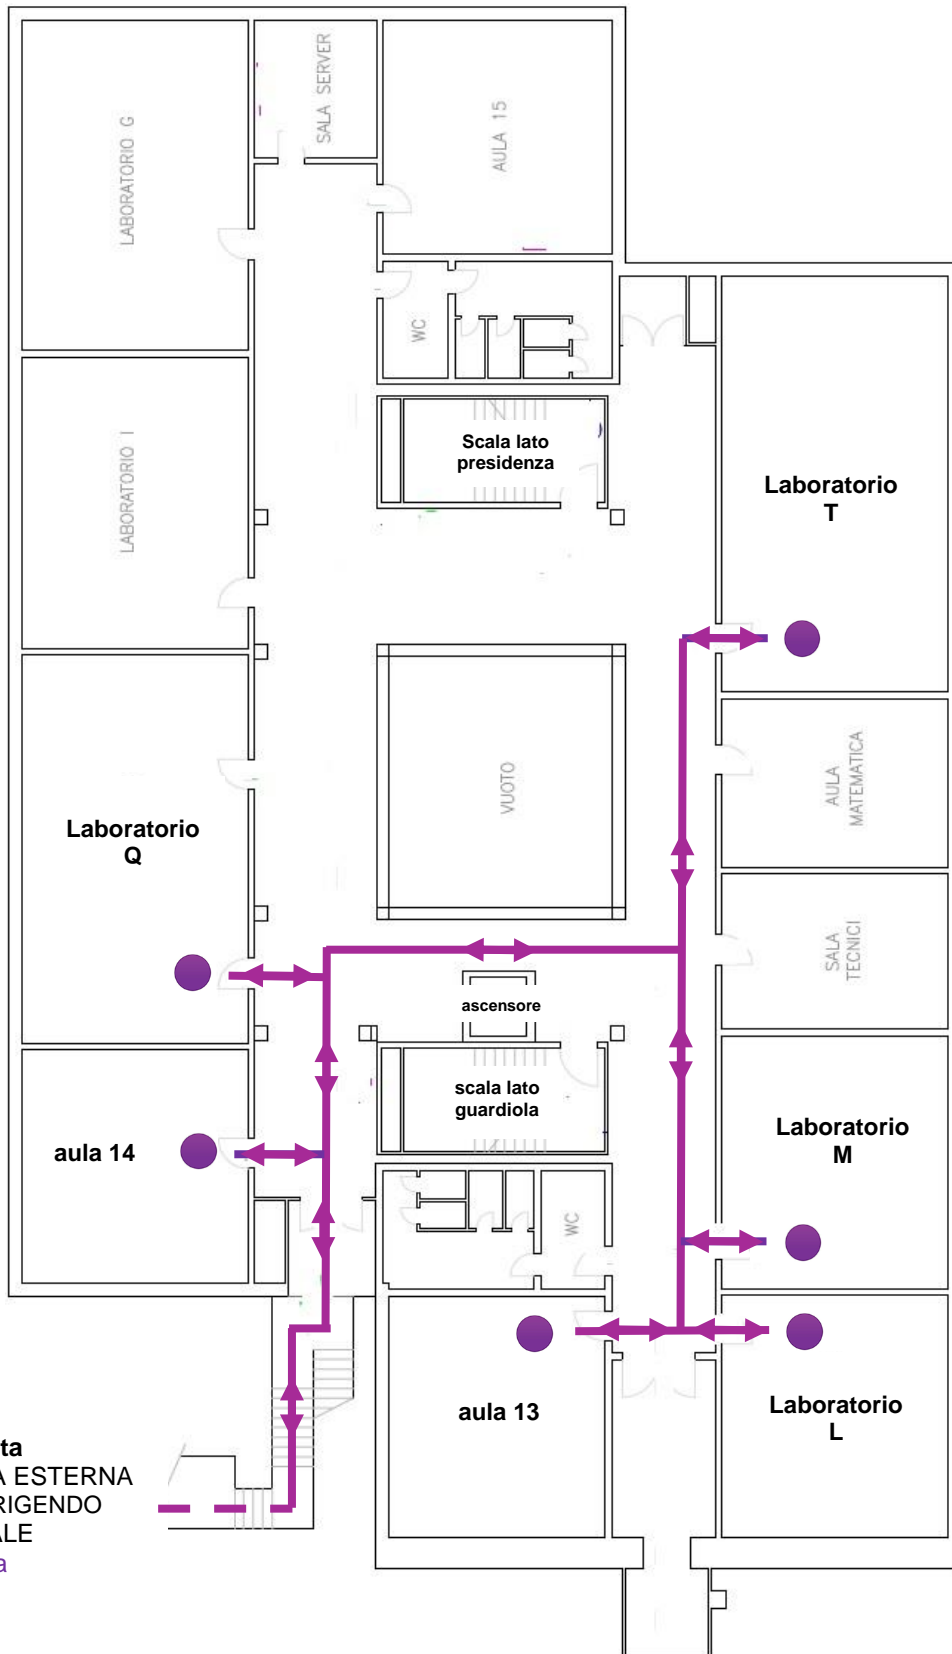 LABORATORIO G
SALA SERVER
AULA 15
WC
LABORATORIO I
Scala lato
presidenza
Laboratorio
T
VUOTO
AULA
MATEMATICA
Laboratorio
Q
SALA
TECNICI
ascensore
scala lato
guardiola
aula 14
Laboratorio
M
WC
aula 13
Laboratorio
L
ta
A ESTERNA
RIGENDO
ALE
a